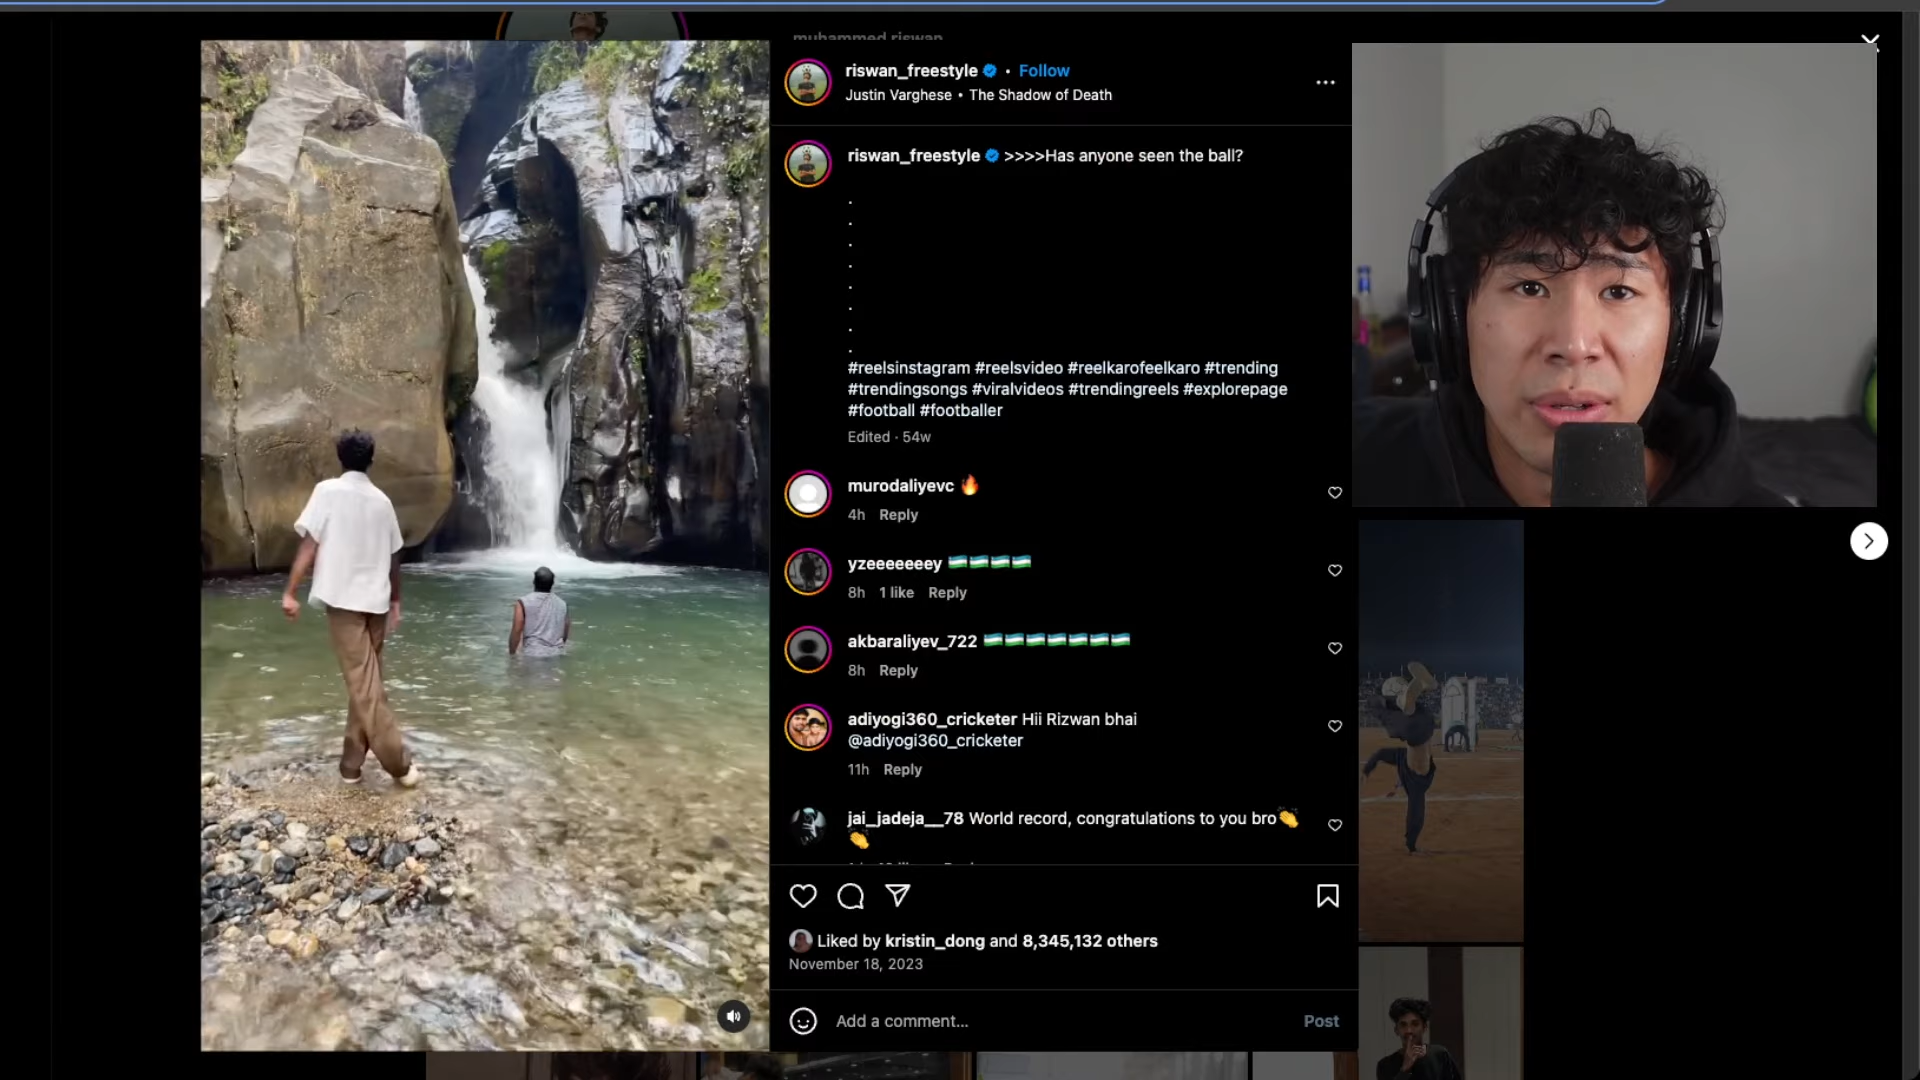 muhammed riswan
riswan_freestyle • Follow
Justin Varghese • The Shadow of Death
riswan_freestyle >>>>Has anyone seen the ball?
.
.
.
.
.
.
.
.
#reelsinstagram #reelsvideo #reelkarofeelkaro #trending
#trendingsongs #viralvideos #trendingreels #explorepage
#football #footballer
Edited · 54w
murodaliyevc 🔥
4h Reply
yzeeeeeeey 🇺🇿🇺🇿🇺🇿🇺🇿
8h 1 like Reply
akbaraliyev_722 🇺🇿🇺🇿🇺🇿🇺🇿🇺🇿🇺🇿🇺🇿
8h Reply
adiyogi360_cricketer Hii Rizwan bhai
@adiyogi360_cricketer
11h Reply
jai_jadeja__78 World record, congratulations to you bro👏
👏
Liked by kristin_dong and 8,345,132 others
November 18, 2023
Add a comment... Post